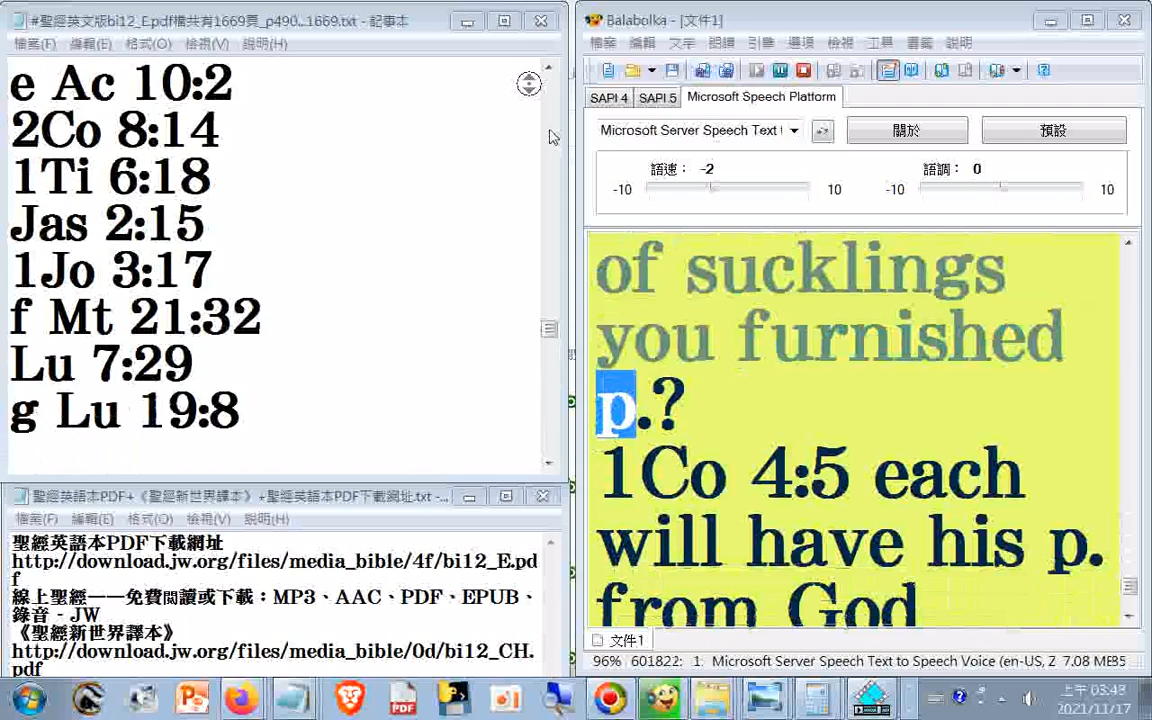 #聖經英文版bi12_E.pdf檔共有1669頁_p490...1669.txt - 記事本
檔案(F) 編輯(E) 格式(O) 檢視(V) 說明(H)
e Ac 10:2
2Co 8:14
1Ti 6:18
Jas 2:15
1Jo 3:17
f Mt 21:32
Lu 7:29
g Lu 19:8
聖經英語本PDF+《聖經新世界譯本》+聖經英語本PDF下載網址.txt - ...
檔案(F) 編輯(E) 格式(O) 檢視(V) 說明(H)
聖經英語本PDF下載網址
http://download.jw.org/files/media_bible/4f/bi12_E.pd
f
線上聖經——免費閱讀或下載：MP3、AAC、PDF、EPUB、
錄音 - JW
《聖經新世界譯本》
http://download.jw.org/files/media_bible/0d/bi12_CH.
pdf
Balabolka - [文件1]
檔案 編輯 文字 朗讀 引擎 選項 檢視 工具 書籤 說明
SAPI 4 SAPI 5 Microsoft Speech Platform
Microsoft Server Speech Text 關於 預設
語速： -2 語調： 0
-10 10 -10 10
of sucklings
you furnished
p.?
1Co 4:5 each
will have his p.
from God
文件1
96% 601822: 1: Microsoft Server Speech Text to Speech Voice (en-US, Z 7.08 MB
上午 03:43
2021/11/17